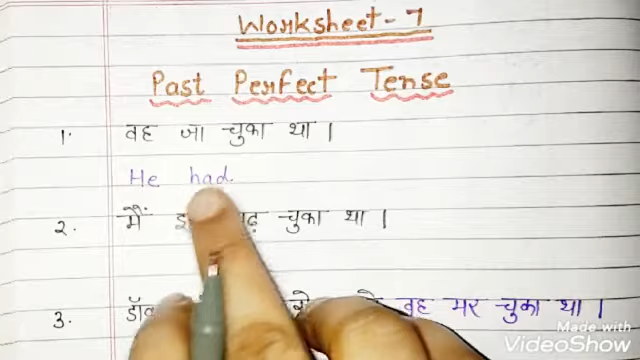 Worksheet - 7
Past Perfect Tense
1. वह जा चुका था ।
He had
2. मैं चुका था ।
3. वह मर चुका था ।
Made with
VideoShow